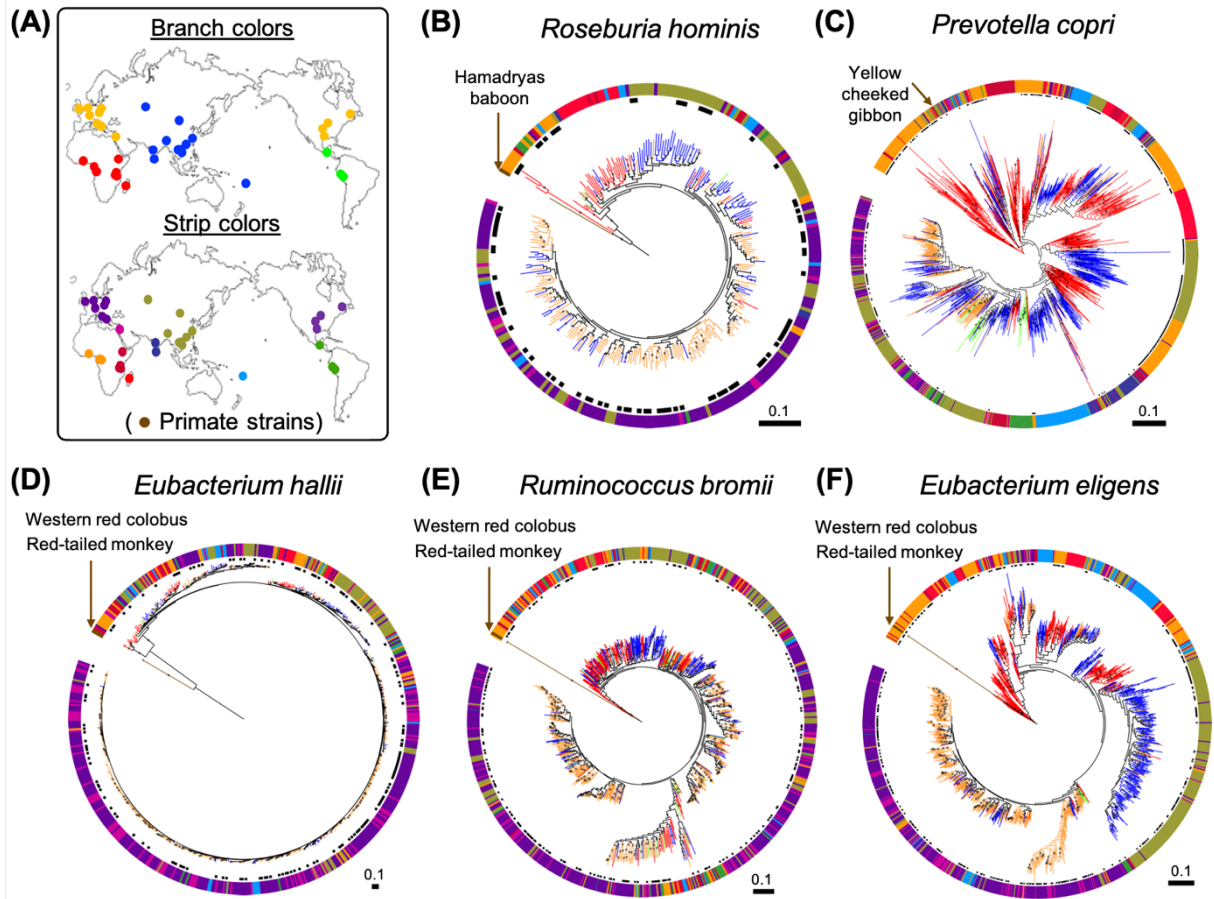 (A)
Branch colors
Strip colors
( Primate strains)
(B)
Roseburia hominis
Hamadryas
baboon
0.1
(C)
Prevotella copri
Yellow
cheeked
gibbon
0.1
(D)
Eubacterium hallii
Western red colobus
Red-tailed monkey
0.1
(E)
Ruminococcus bromii
Western red colobus
Red-tailed monkey
0.1
(F)
Eubacterium eligens
Western red colobus
Red-tailed monkey
0.1